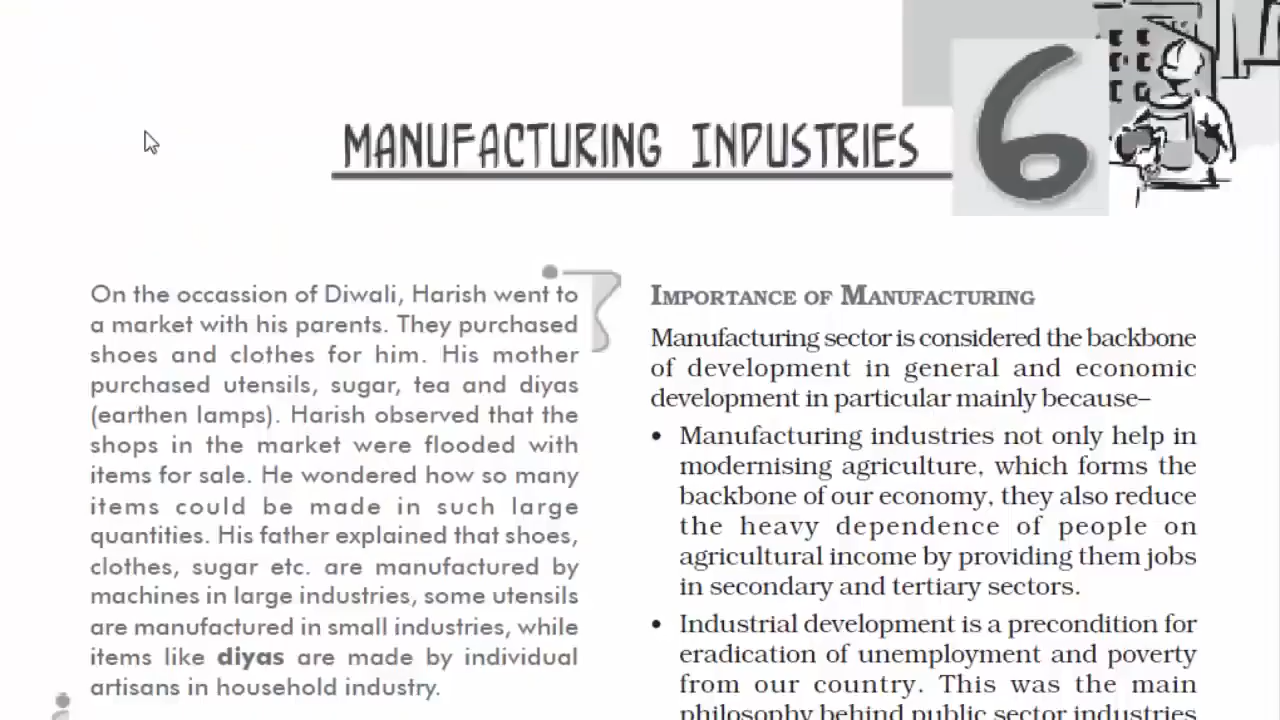 MANUFACTURING INDUSTRIES
6
On the occassion of Diwali, Harish went to
a market with his parents. They purchased
shoes and clothes for him. His mother
purchased utensils, sugar, tea and diyas
(earthen lamps). Harish observed that the
shops in the market were flooded with
items for sale. He wondered how so many
items could be made in such large
quantities. His father explained that shoes,
clothes, sugar etc. are manufactured by
machines in large industries, some utensils
are manufactured in small industries, while
items like diyas are made by individual
artisans in household industry.
IMPORTANCE OF MANUFACTURING
Manufacturing sector is considered the backbone
of development in general and economic
development in particular mainly because–
• Manufacturing industries not only help in
modernising agriculture, which forms the
backbone of our economy, they also reduce
the heavy dependence of people on
agricultural income by providing them jobs
in secondary and tertiary sectors.
• Industrial development is a precondition for
eradication of unemployment and poverty
from our country. This was the main
philosophy behind public sector industries